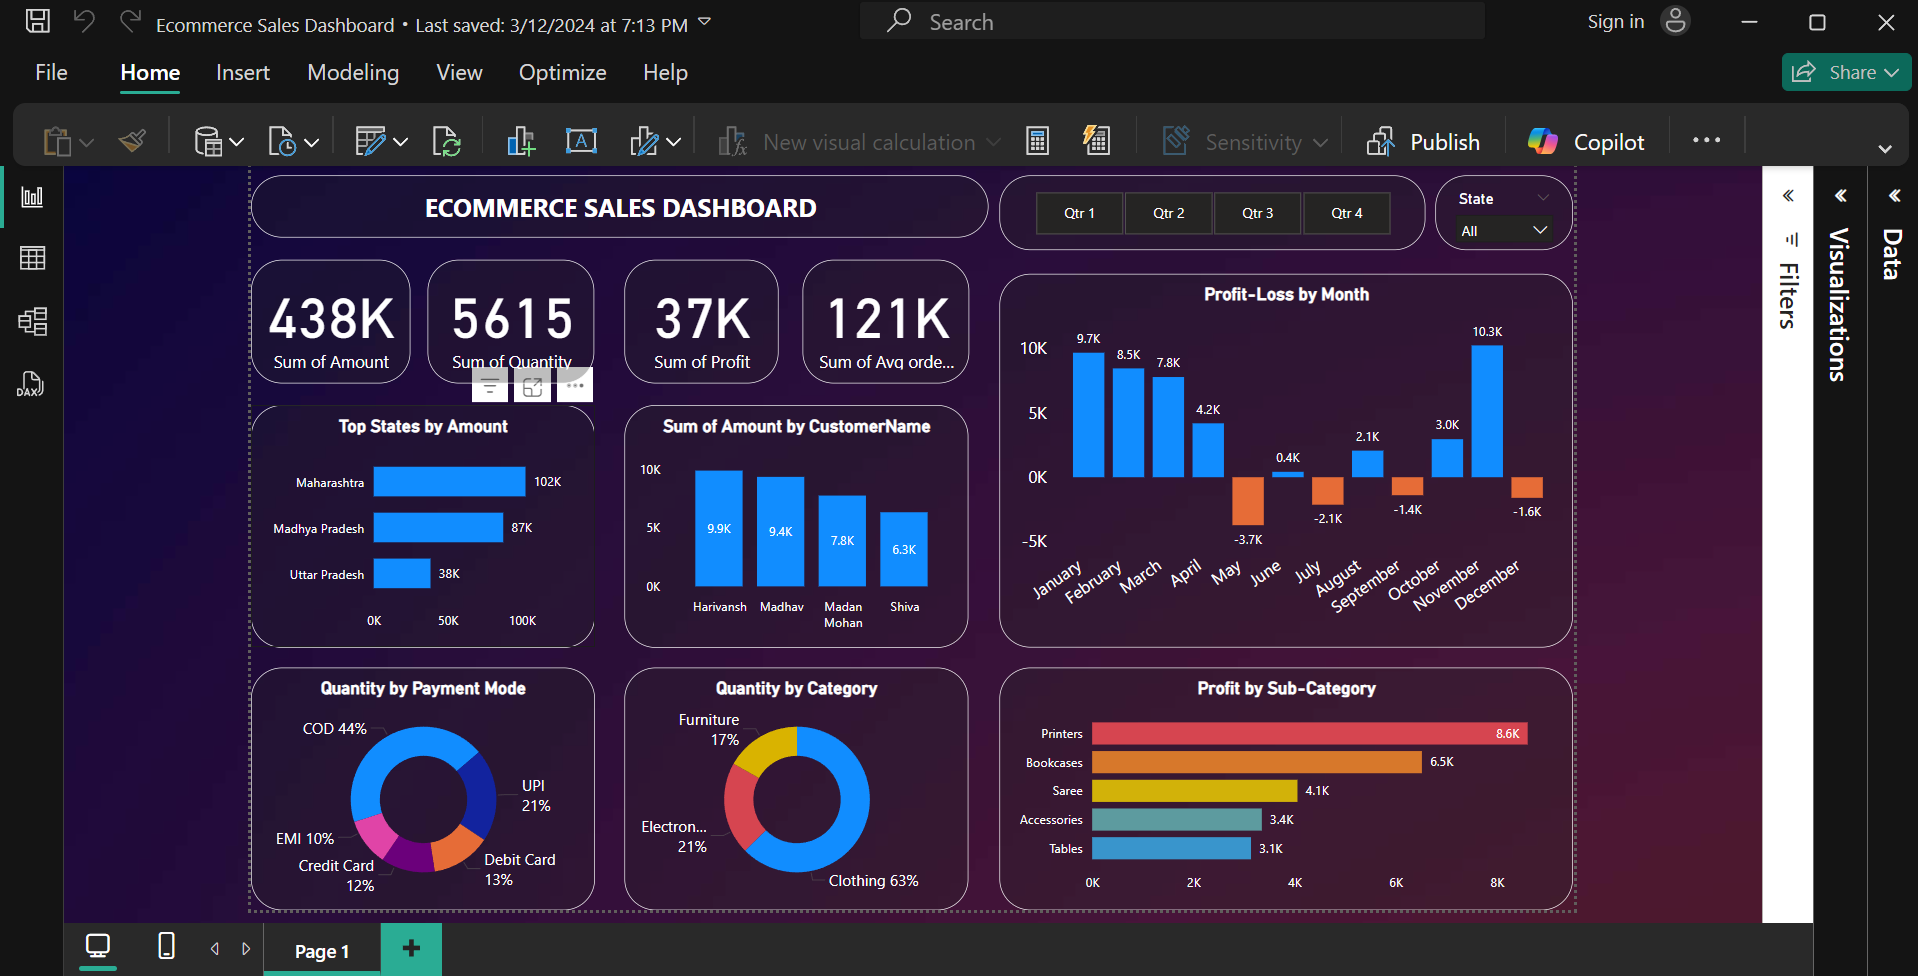 Ecommerce Sales Dashboard • Last saved: 3/12/2024 at 7:13 PM
Search
Sign in
File
Home
Insert
Modeling
View
Optimize
Help
Share
New visual calculation
Sensitivity
Publish
Copilot
DAX
ECOMMERCE SALES DASHBOARD
Qtr 1
Qtr 2
Qtr 3
Qtr 4
State
All
438K
Sum of Amount
5615
Sum of Quantity
37K
Sum of Profit
121K
Sum of Avg orde...
Top States by Amount
Maharashtra
102K
Madhya Pradesh
87K
Uttar Pradesh
38K
0K
50K
100K
Sum of Amount by CustomerName
10K
5K
0K
9.9K
9.4K
7.8K
6.3K
Harivansh
Madhav
Madan
Mohan
Shiva
Profit-Loss by Month
10K
5K
0K
-5K
9.7K
8.5K
7.8K
4.2K
-3.7K
0.4K
-2.1K
2.1K
-1.4K
3.0K
10.3K
-1.6K
January
February
March
April
May
June
July
August
September
October
November
December
Quantity by Payment Mode
COD 44%
UPI
21%
Debit Card
13%
Credit Card
12%
EMI 10%
Quantity by Category
Furniture
17%
Electron...
21%
Clothing 63%
Profit by Sub-Category
Printers
8.6K
Bookcases
6.5K
Saree
4.1K
Accessories
3.4K
Tables
3.1K
0K
2K
4K
6K
8K
Filters
Visualizations
Data
Page 1